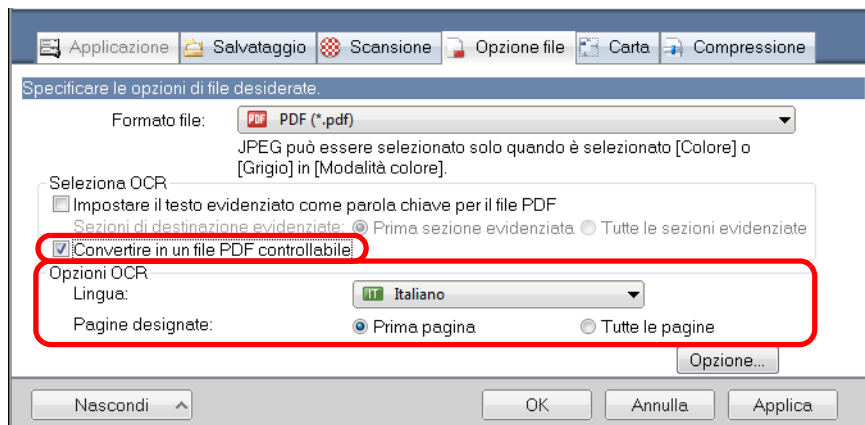 Applicazione Salvataggio Scansione Opzione file Carta Compressione
Specificare le opzioni di file desiderate.
Formato file: PDF PDF (*.pdf)
JPEG può essere selezionato solo quando è selezionato [Colore] o
[Grigio] in [Modalità colore].
Seleziona OCR
Impostare il testo evidenziato come parola chiave per il file PDF
Sezioni di destinazione evidenziate: Prima sezione evidenziata Tutte le sezioni evidenziate
Convertire in un file PDF controllabile
Opzioni OCR
Lingua: IT Italiano
Pagine designate: Prima pagina Tutte le pagine
Opzione...
Nascondi OK Annulla Applica